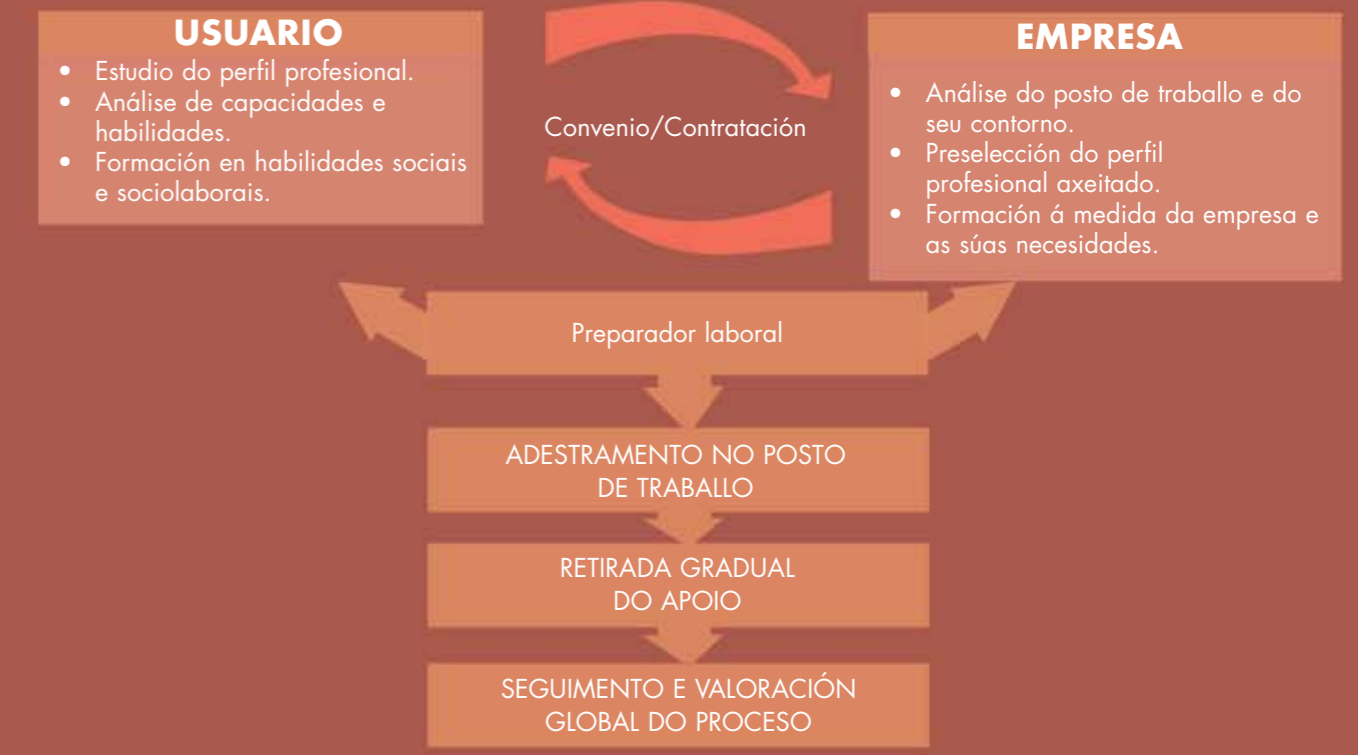 USUARIO
• Estudio do perfil profesional.
• Análise de capacidades e
habilidades.
• Formación en habilidades sociais
e sociolaborais.
Convenio/Contratación
EMPRESA
• Análise do posto de traballo e do
seu contorno.
• Preselección do perfil
profesional axeitado.
• Formación á medida da empresa e
as súas necesidades.
Preparador laboral
ADESTRAMENTO NO POSTO
DE TRABALLO
RETIRADA GRADUAL
DO APOIO
SEGUIMENTO E VALORACIÓN
GLOBAL DO PROCESO